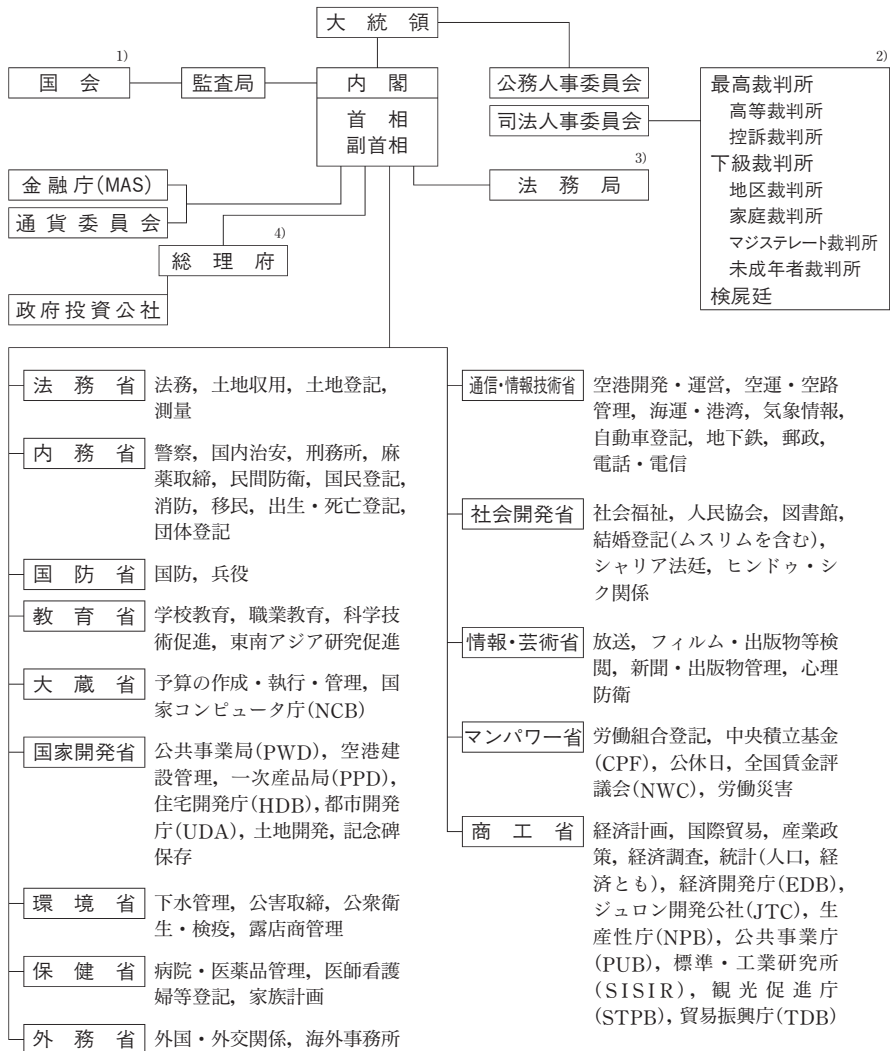 大統領
1)
国会
監査局
内閣
首相
副首相
公務人事委員会
司法人事委員会
2)
最高裁判所
高等裁判所
控訴裁判所
下級裁判所
地区裁判所
家庭裁判所
マジステレート裁判所
未成年者裁判所
検屍廷
3)
法務局
金融庁(MAS)
通貨委員会
4)
総理府
政府投資公社
法務省
法務，土地収用，土地登記，
測量
内務省
警察，国内治安，刑務所，麻
薬取締，民間防衛，国民登記，
消防，移民，出生・死亡登記，
団体登記
国防省
国防，兵役
教育省
学校教育，職業教育，科学技
術促進，東南アジア研究促進
大蔵省
予算の作成・執行・管理，国
家コンピュータ庁(NCB)
国家開発省
公共事業局(PWD)，空港建
設管理，一次産品局(PPD)，
住宅開発庁(HDB)，都市開発
庁(UDA)，土地開発，記念碑
保存
環境省
下水管理，公害取締，公衆衛
生・検疫，露店商管理
保健省
病院・医薬品管理，医師看護
婦等登記，家族計画
外務省
外国・外交関係，海外事務所
通信・情報技術省
空港開発・運営，空運・空路
管理，海運・港湾，気象情報，
自動車登記，地下鉄，郵政，
電話・電信
社会開発省
社会福祉，人民協会，図書館，
結婚登記(ムスリムを含む)，
シャリア法廷，ヒンドゥ・シ
ク関係
情報・芸術省
放送，フィルム・出版物等検
閲，新聞・出版物管理，心理
防衛
マンパワー省
労働組合登記，中央積立基金
(CPF)，公休日，全国賃金評
議会(NWC)，労働災害
商工省
経済計画，国際貿易，産業政
策，経済調査，統計(人口，経
済とも)，経済開発庁(EDB)，
ジュロン開発公社(JTC)，生
産性庁(NPB)，公共事業庁
(PUB)，標準・工業研究所
(SISIR)，観光促進庁
(STPB)，貿易振興庁(TDB)